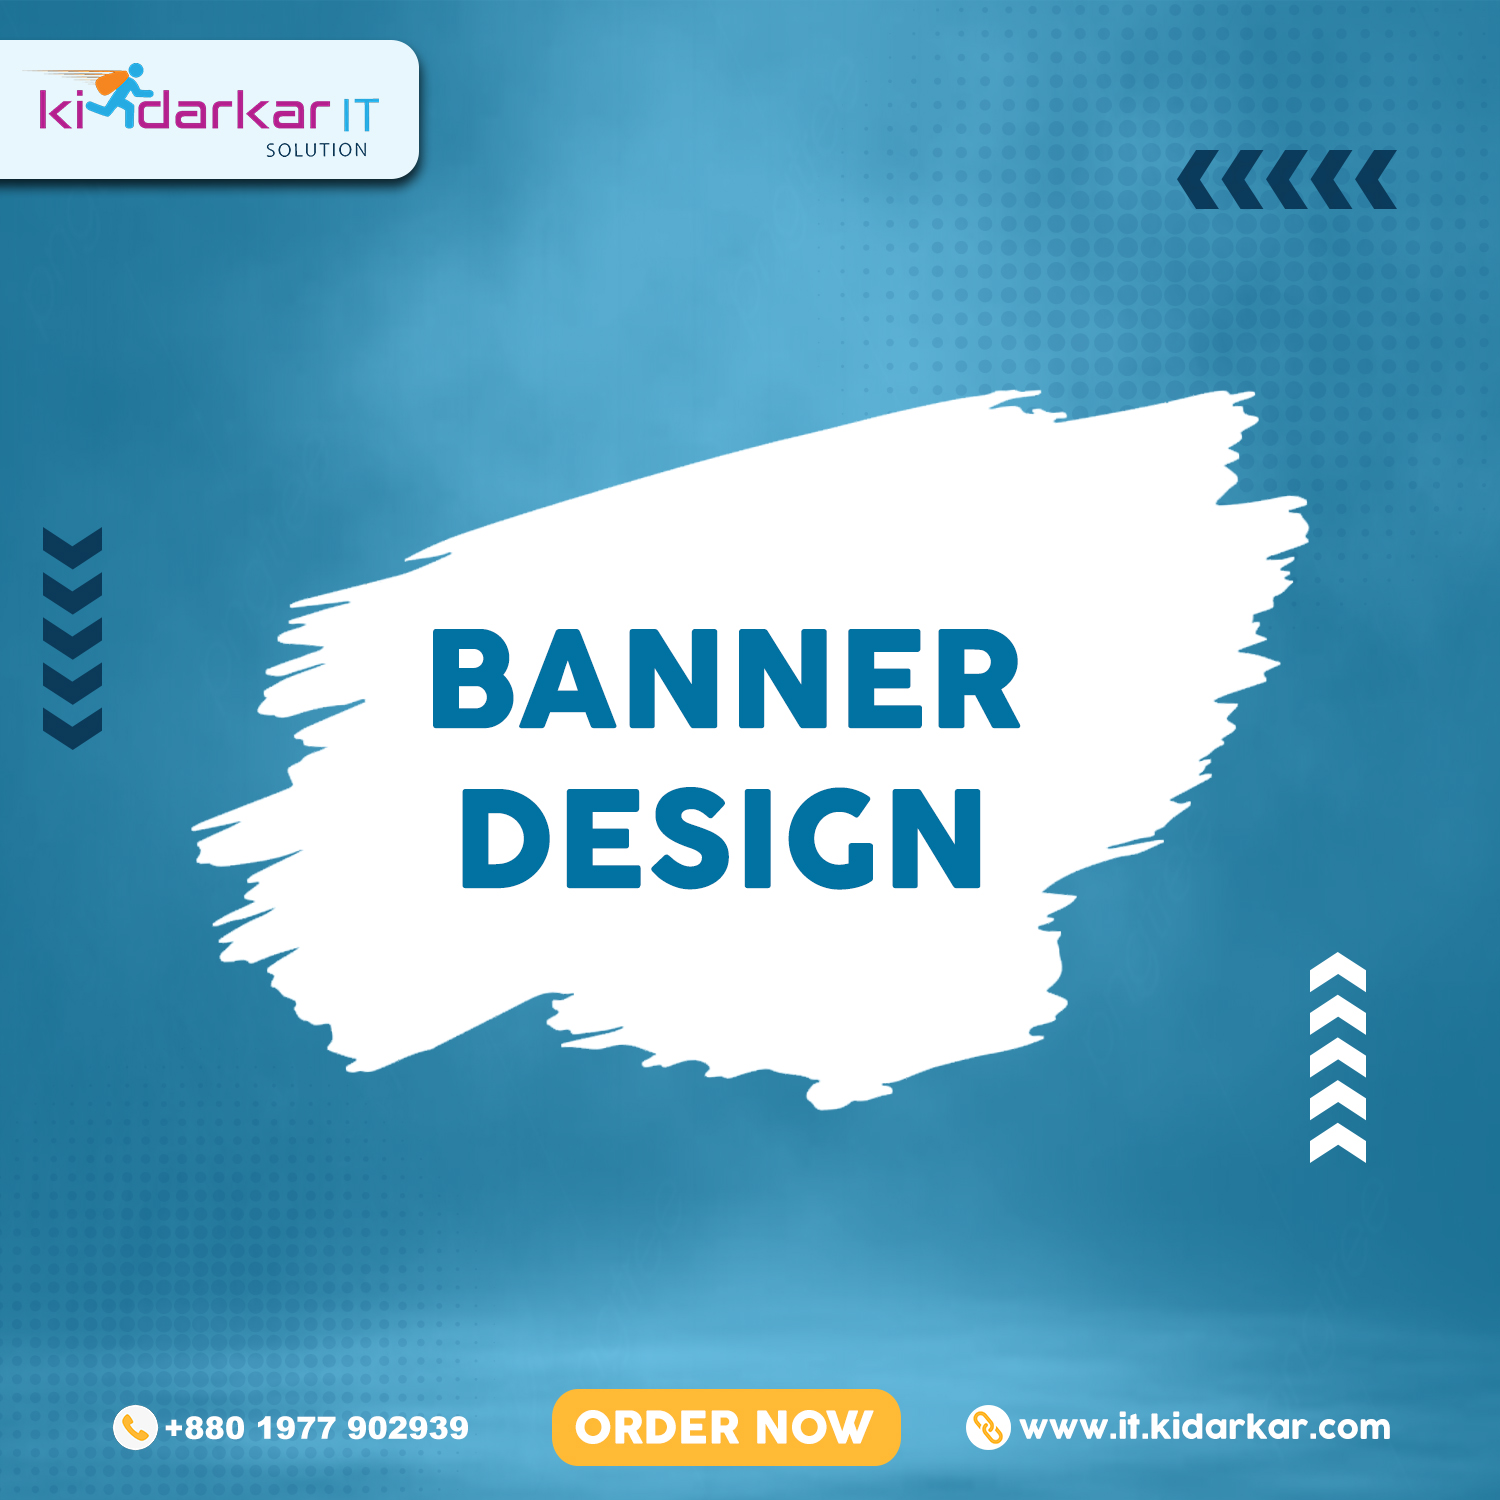 kidarkar IT
SOLUTION
BANNER
DESIGN
+880 1977 902939
ORDER NOW
www.it.kidarkar.com